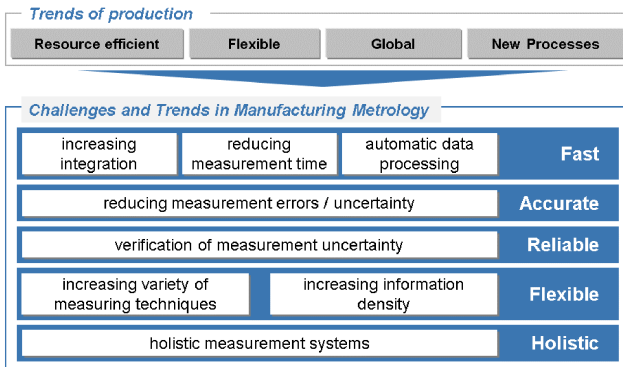 Trends of production
Resource efficient
Flexible
Global
New Processes
Challenges and Trends in Manufacturing Metrology
increasing
integration
reducing
measurement time
automatic data
processing
Fast
reducing measurement errors / uncertainty
Accurate
verification of measurement uncertainty
Reliable
increasing variety of
measuring techniques
increasing information
density
Flexible
holistic measurement systems
Holistic